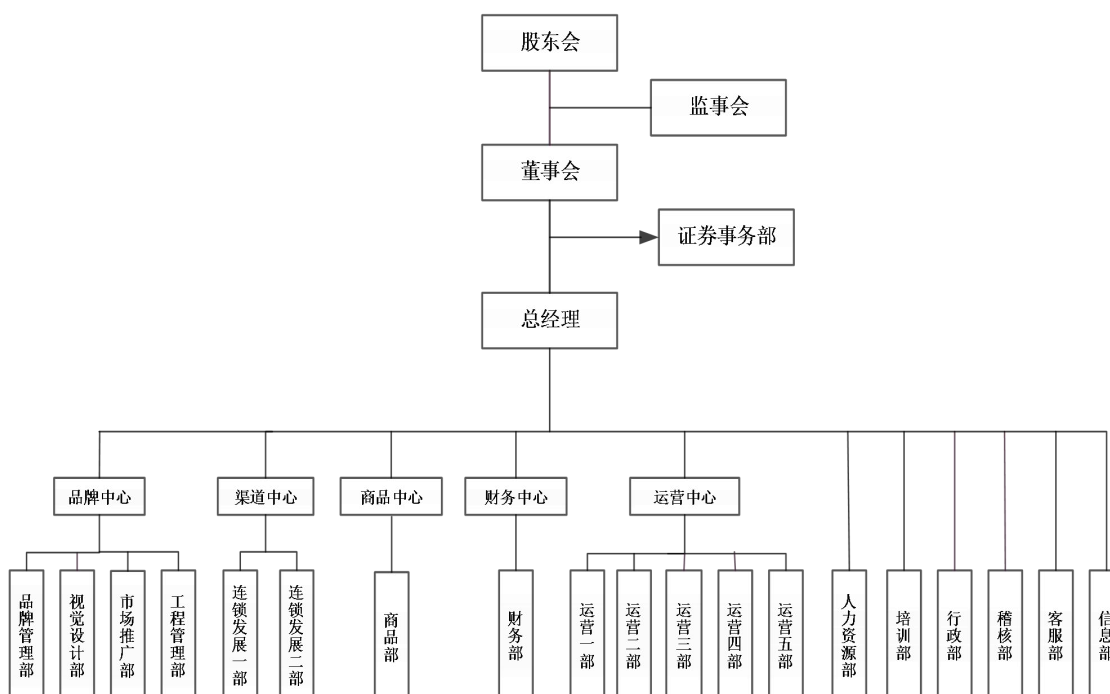 股东会
监事会
董事会
证券事务部
总经理
品牌中心
渠道中心
商品中心
财务中心
运营中心
品牌管理部
视觉设计部
市场推广部
工程管理部
连锁发展一部
连锁发展二部
商品部
财务部
运营一部
运营二部
运营三部
运营四部
运营五部
人力资源部
培训部
行政部
稽核部
客服部
信息部